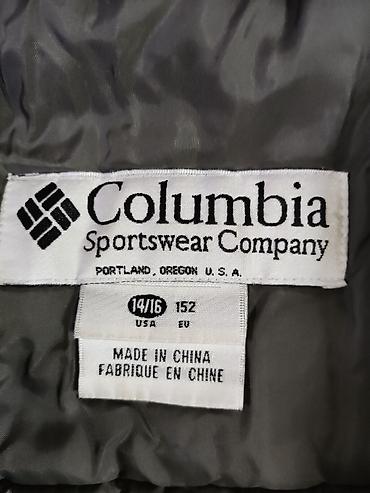 Columbia
Sportswear Company
PORTLAND, OREGON U. S. A.
14/16 152
USA EU
MADE IN CHINA
FABRIQUE EN CHINE